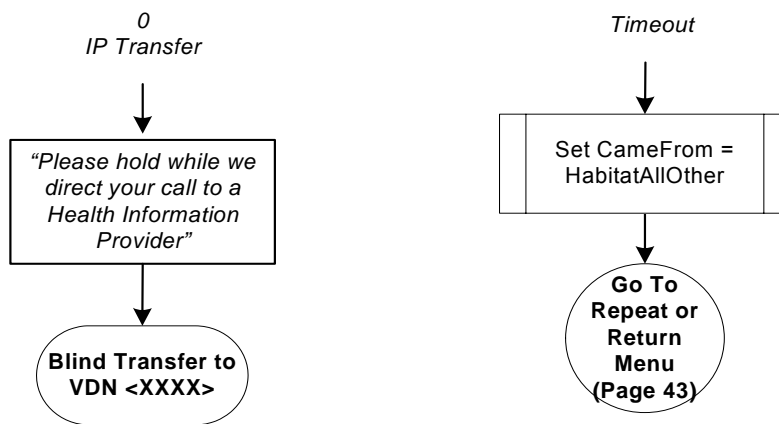 0
IP Transfer
“Please hold while we
direct your call to a
Health Information
Provider”
Blind Transfer to
VDN <XXXX>
Timeout
Set CameFrom =
HabitatAllOther
Go To
Repeat or
Return
Menu
(Page 43)